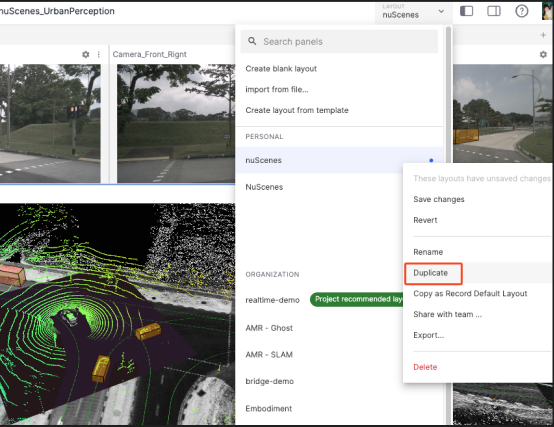 nuScenes_UrbanPerception
LAYOUT
nuScenes
Camera_Front_Rignt
Search panels
Create blank layout
import from file...
Create layout from template
PERSONAL
nuScenes
NuScenes
These layouts have unsaved changes
Save changes
Revert
Rename
Duplicate
Copy as Record Default Layout
Share with team ...
Export...
Delete
ORGANIZATION
realtime-demo
Project recommended lay
AMR - Ghost
AMR - SLAM
bridge-demo
Embodiment